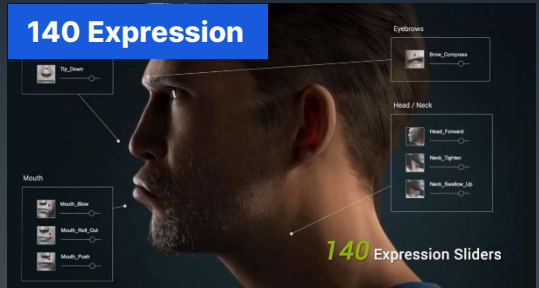 140 Expression
Tip_Down
Eyebrows
Brow_Compress
Head / Neck
Head_Forward
Neck_Tighten
Neck_Swallow_Up
Mouth
Mouth_Blow
Mouth_Roll_Out
Mouth_Push
140 Expression Sliders